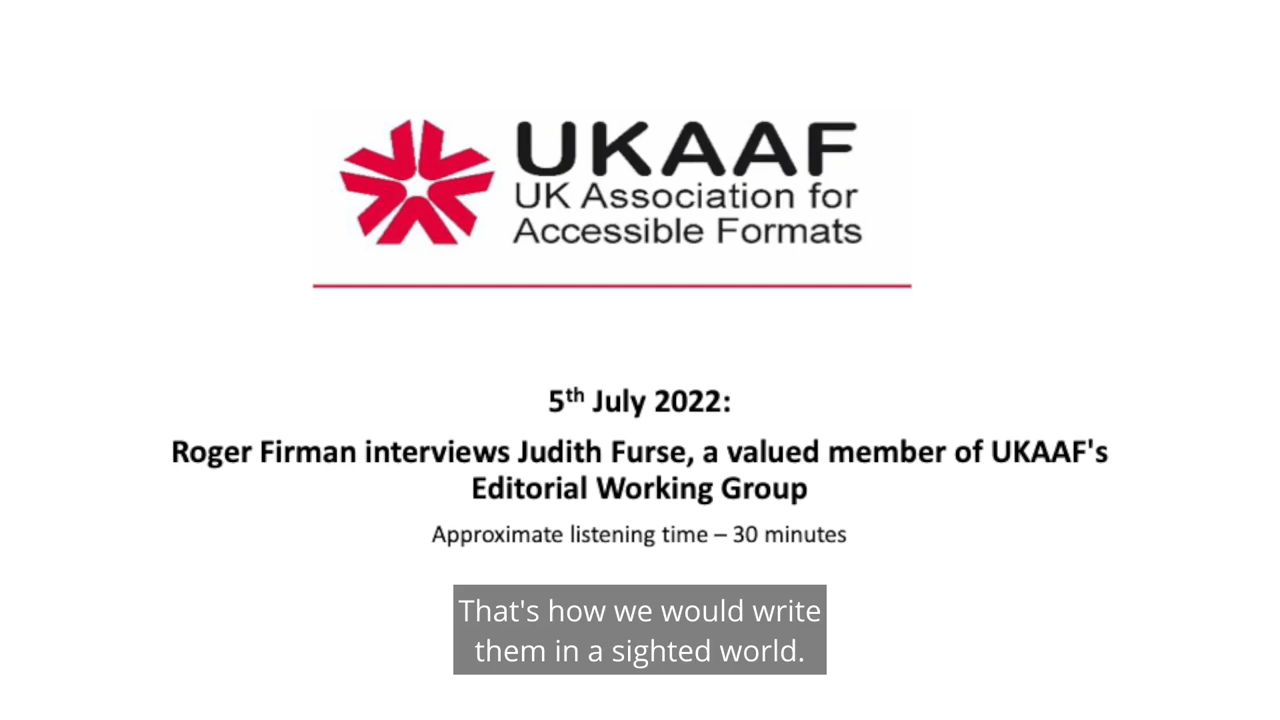 UKAAF
UK Association for
Accessible Formats
5th July 2022:
Roger Firman interviews Judith Furse, a valued member of UKAAF's
Editorial Working Group
Approximate listening time – 30 minutes
That's how we would write
them in a sighted world.